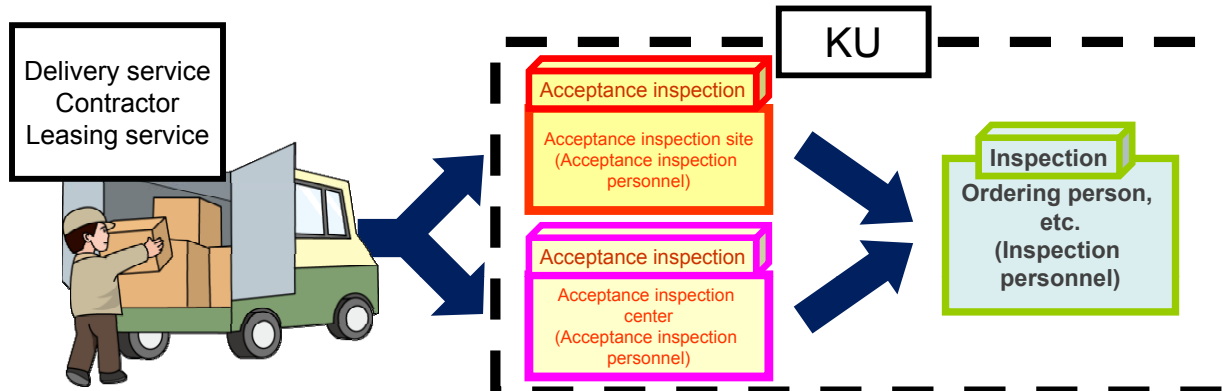 Delivery service
Contractor
Leasing service
KU
Acceptance inspection
Acceptance inspection site
(Acceptance inspection
personnel)
Acceptance inspection
Acceptance inspection
center
(Acceptance inspection
personnel)
Inspection
Ordering person,
etc.
(Inspection
personnel)